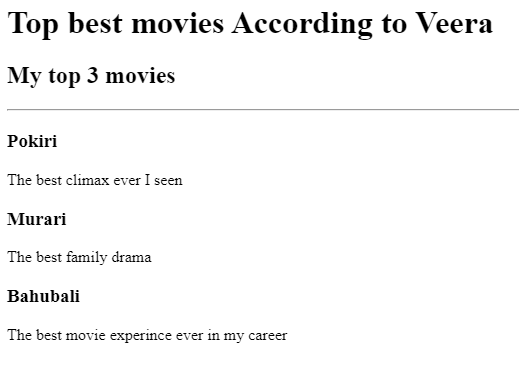 Top best movies According to Veera
My top 3 movies
Pokiri
The best climax ever I seen
Murari
The best family drama
Bahubali
The best movie experince ever in my career